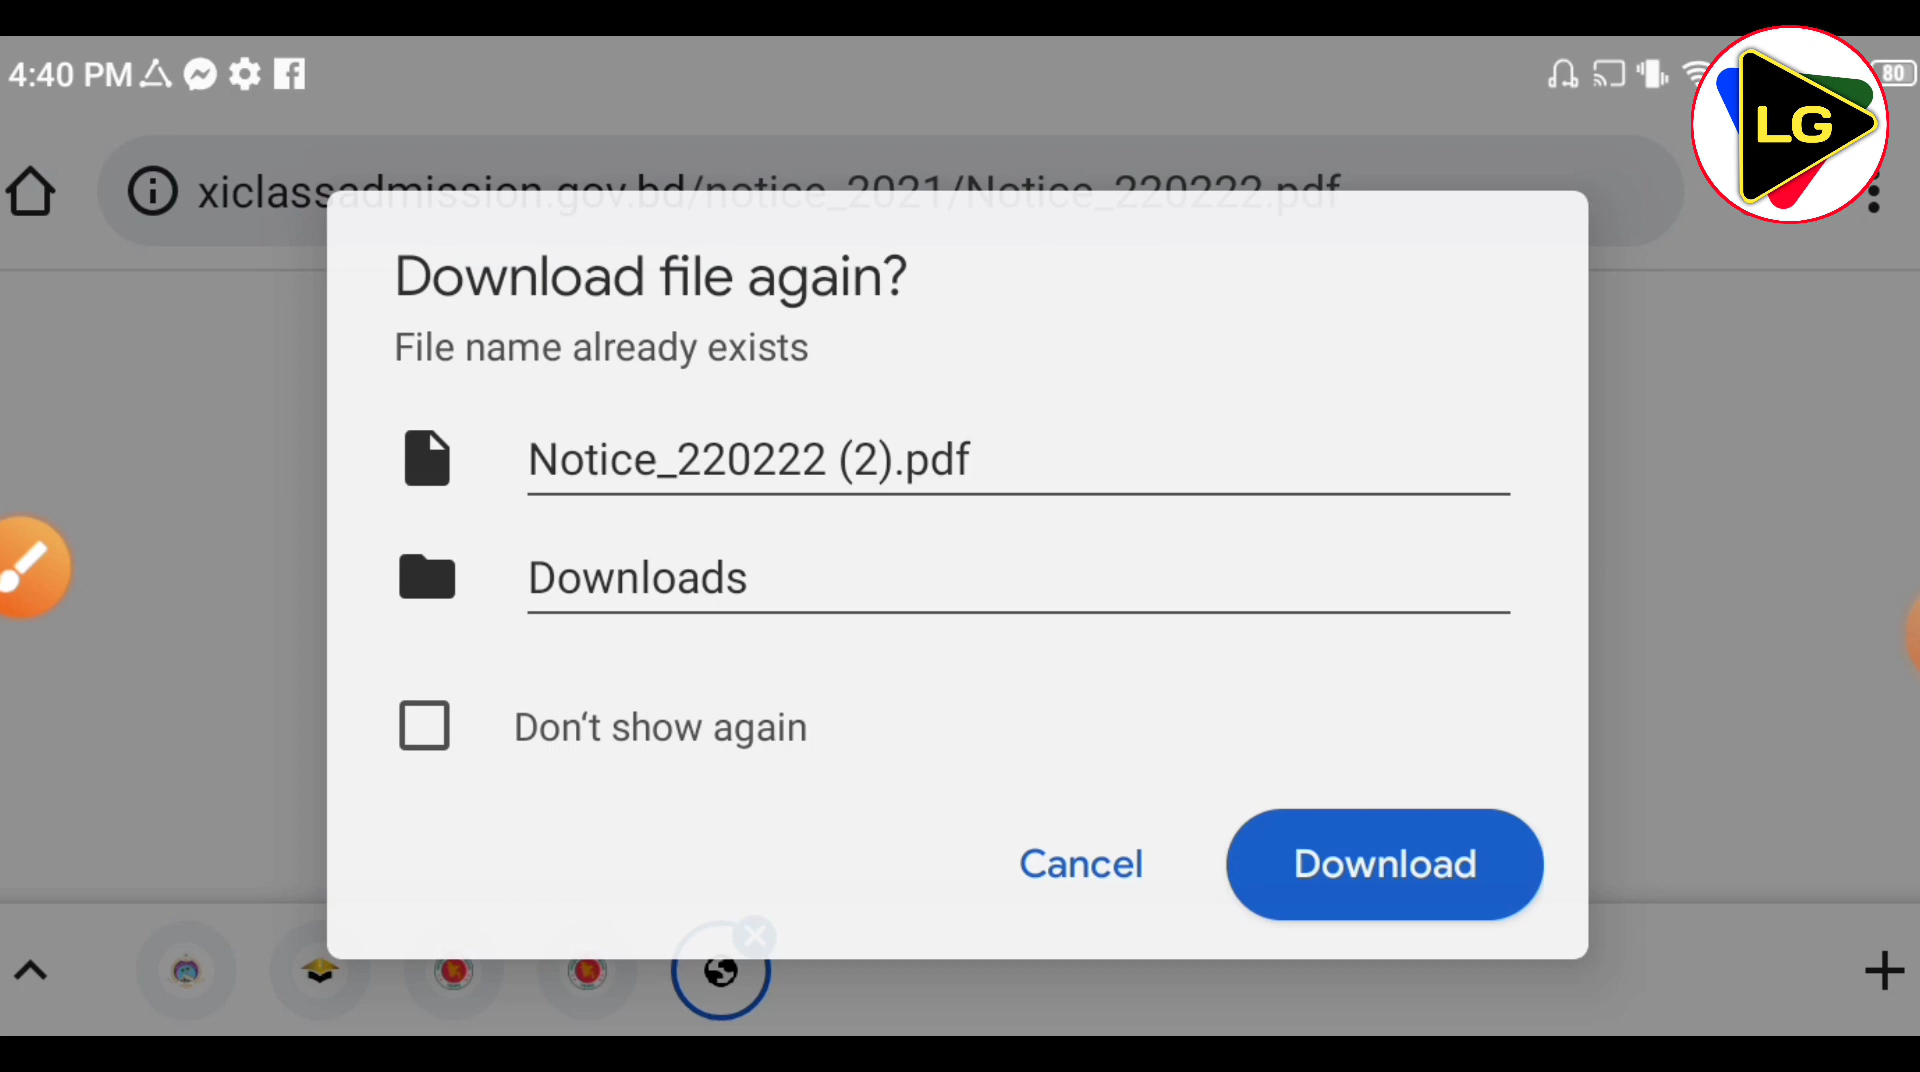 4:40 PM
80
LG
xiclassadmission.gov.bd/notice_2021/Notice_220222.pdf
Download file again?
File name already exists
Notice_220222 (2).pdf
Downloads
Don‘t show again
Cancel
Download